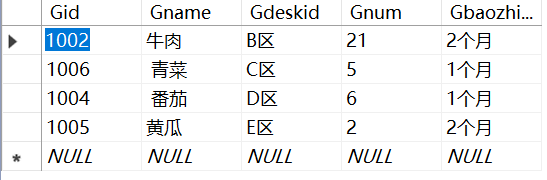 Gid Gname Gdeskid Gnum Gbaozhi...
1002 牛肉 B区 21 2个月
1006 青菜 C区 5 1个月
1004 番茄 D区 6 1个月
1005 黄瓜 E区 2 2个月
NULL NULL NULL NULL NULL